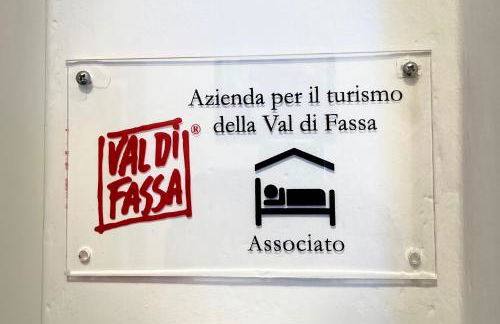 Azienda per il turismo
della Val di Fassa
VAL DI
FASSA
®
Associato